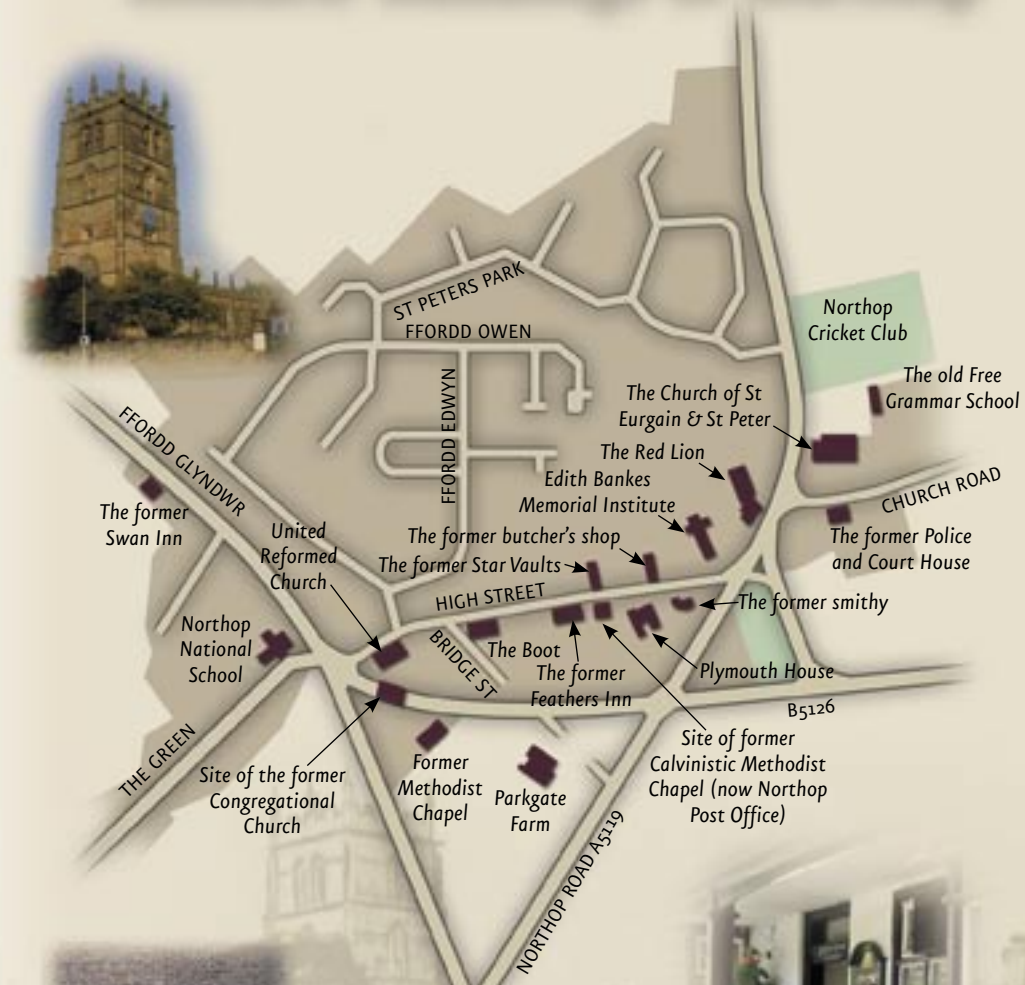 ST PETERS PARK
FFORDD OWEN
Northop
Cricket Club
The old Free
Grammar School
The Church of St
Eurgain & St Peter
FFORDD EDWYN
The Red Lion
FFORDD GLYNDWR
Edith Bankes
Memorial Institute
CHURCH ROAD
The former
Swan Inn
United
Reformed
Church
The former butcher's shop
The former Police
and Court House
The former Star Vaults
HIGH STREET
The former smithy
Northop
National
School
BRIDGE ST
The Boot
The former
Feathers Inn
Plymouth House
B5126
THE GREEN
Site of the former
Congregational
Church
Former
Methodist
Chapel
Parkgate
Farm
Site of former
Calvinistic Methodist
Chapel (now Northop
Post Office)
NORTHOP ROAD A5119